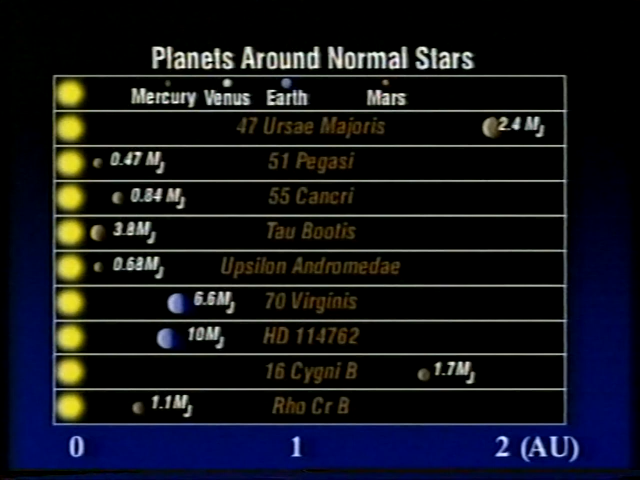 Planets Around Normal Stars
Mercury Venus Earth Mars
47 Ursae Majoris 2.4 MJ
0.47 MJ 51 Pegasi
0.84 MJ 55 Cancri
3.8MJ Tau Bootis
0.68MJ Upsilon Andromedae
6.6MJ 70 Virginis
10MJ HD 114762
16 Cygni B 1.7MJ
1.1MJ Rho Cr B
0 1 2 (AU)